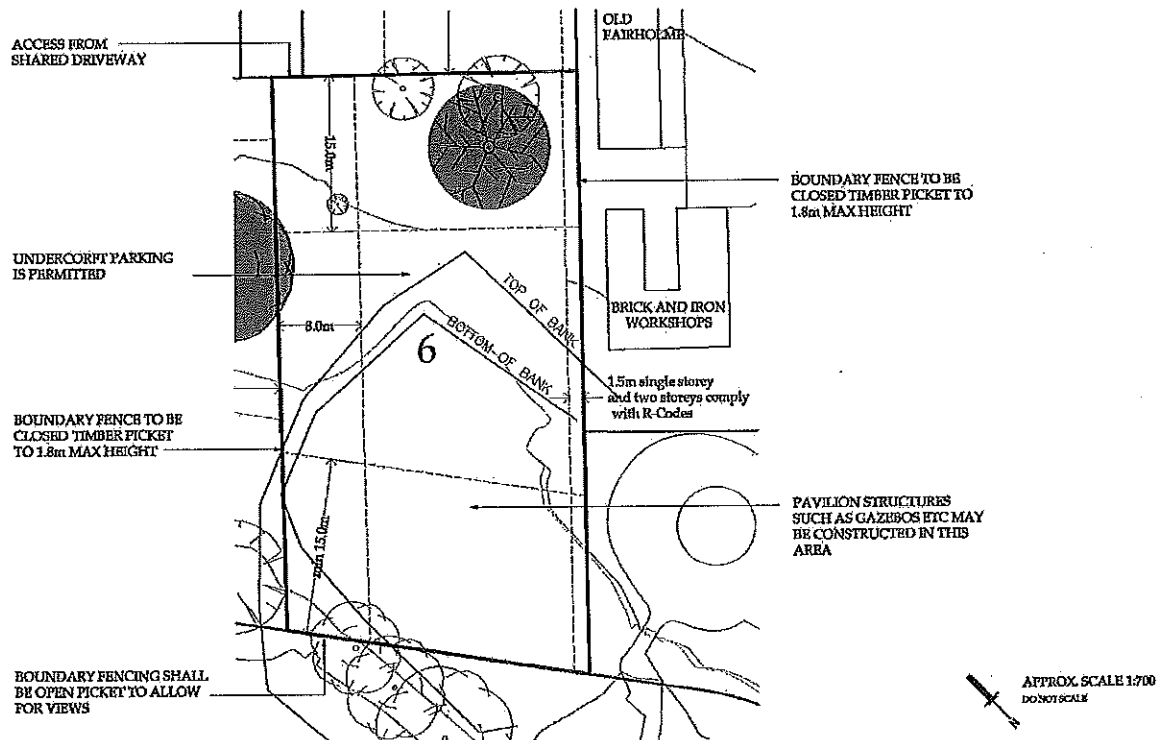 OLD
FAIRHOLME
ACCESS FROM
SHARED DRIVEWAY
15.0m
BOUNDARY FENCE TO BE
CLOSED TIMBER PICKET TO
1.8m MAX HEIGHT
UNDERCORFT PARKING
IS PERMITTED
TOP OF BANK
BRICK AND IRON
WORKSHOPS
8.0m
BOTTOM OF BANK
6
1.5m single storey
and two storeys comply
with R-Codes
BOUNDARY FENCE TO BE
CLOSED TIMBER PICKET
TO 1.8m MAX HEIGHT
min 15.0m
PAVILION STRUCTURES
SUCH AS GAZEBOS ETC MAY
BE CONSTRUCTED IN THIS
AREA
BOUNDARY FENCING SHALL
BE OPEN PICKET TO ALLOW
FOR VIEWS
N
APPROX. SCALE 1:700
DO NOT SCALE